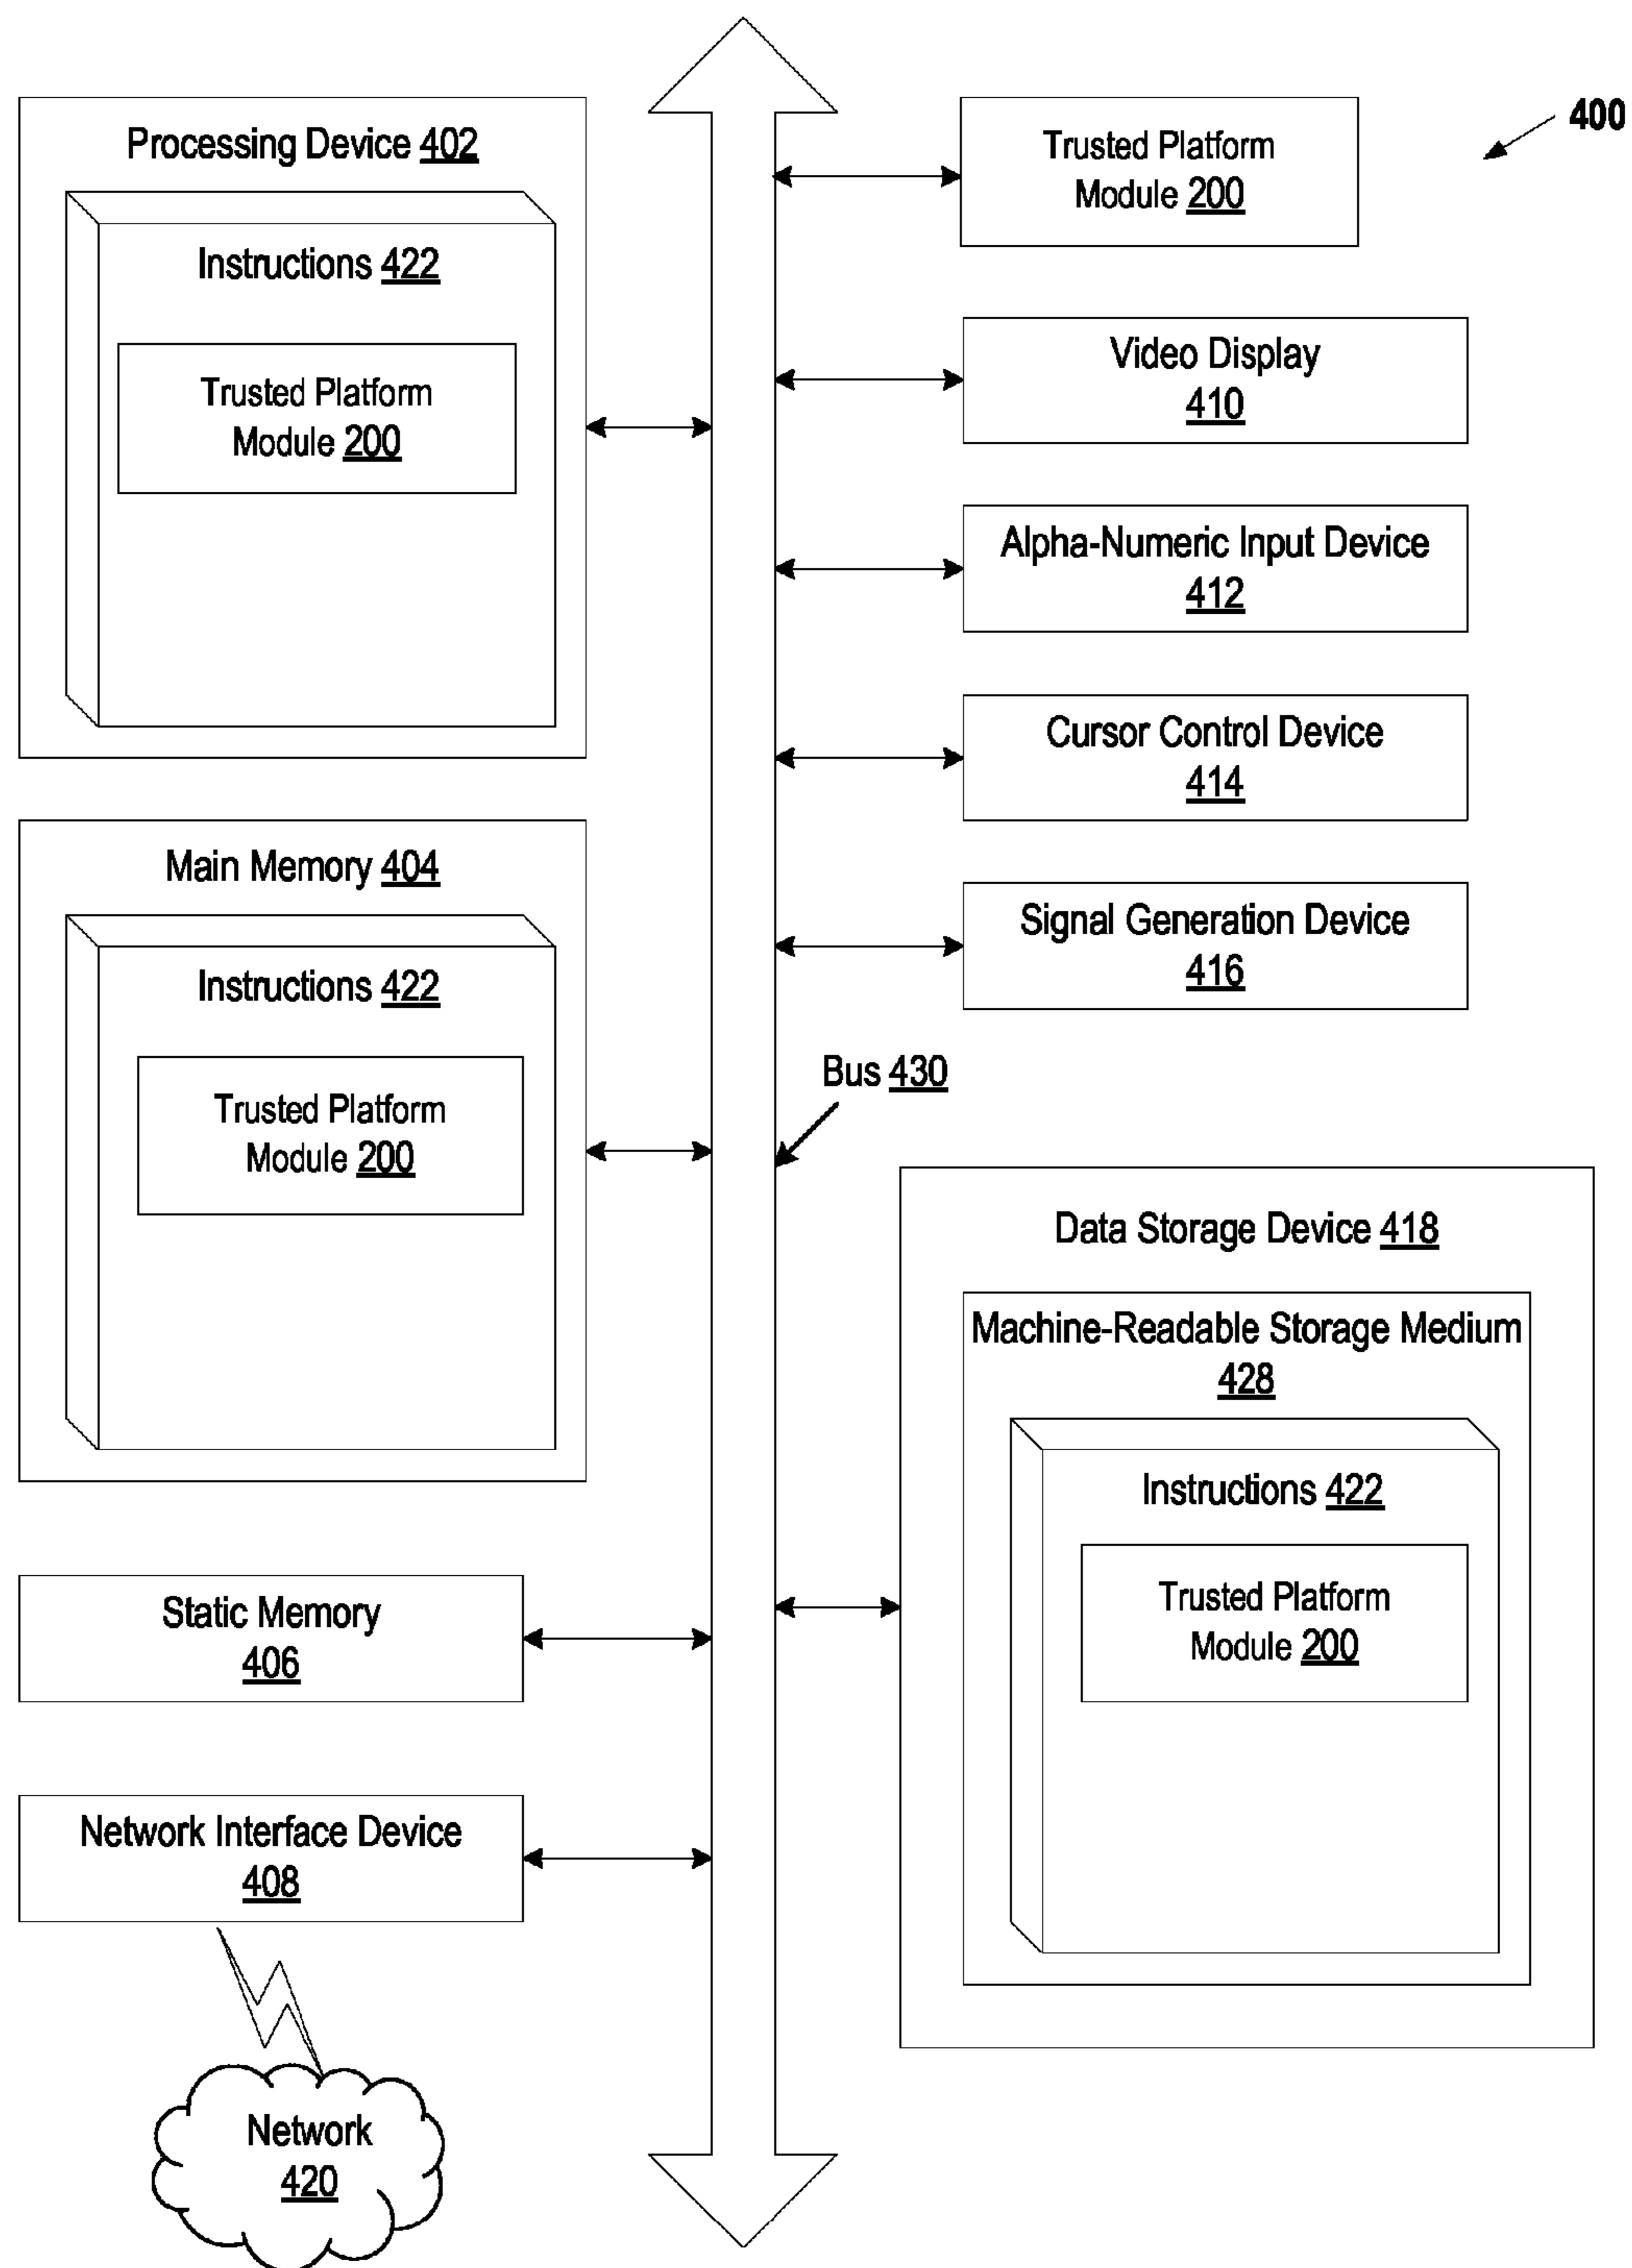 Processing Device 402
Instructions 422
Trusted Platform
Module 200
Main Memory 404
Instructions 422
Trusted Platform
Module 200
Static Memory
406
Network Interface Device
408
Network
420
400
Trusted Platform
Module 200
Video Display
410
Alpha-Numeric Input Device
412
Cursor Control Device
414
Signal Generation Device
416
Bus 430
Data Storage Device 418
Machine-Readable Storage Medium
428
Instructions 422
Trusted Platform
Module 200